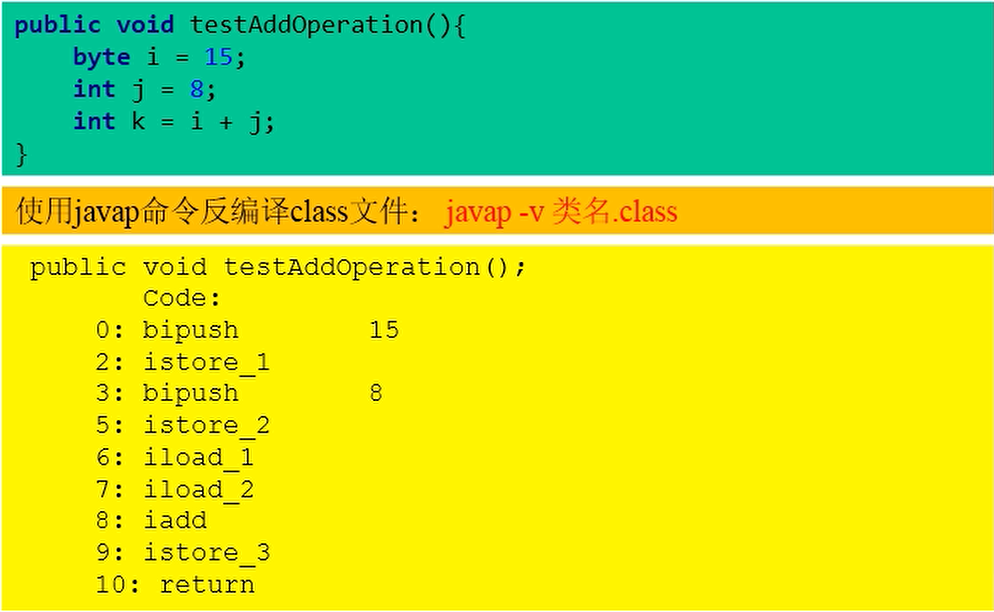 public void testAddOperation(){
    byte i = 15;
    int j = 8;
    int k = i + j;
}
使用javap命令反编译class文件： javap -v 类名.class
public void testAddOperation();
Code:
0: bipush 15
2: istore_1
3: bipush 8
5: istore_2
6: iload_1
7: iload_2
8: iadd
9: istore_3
10: return